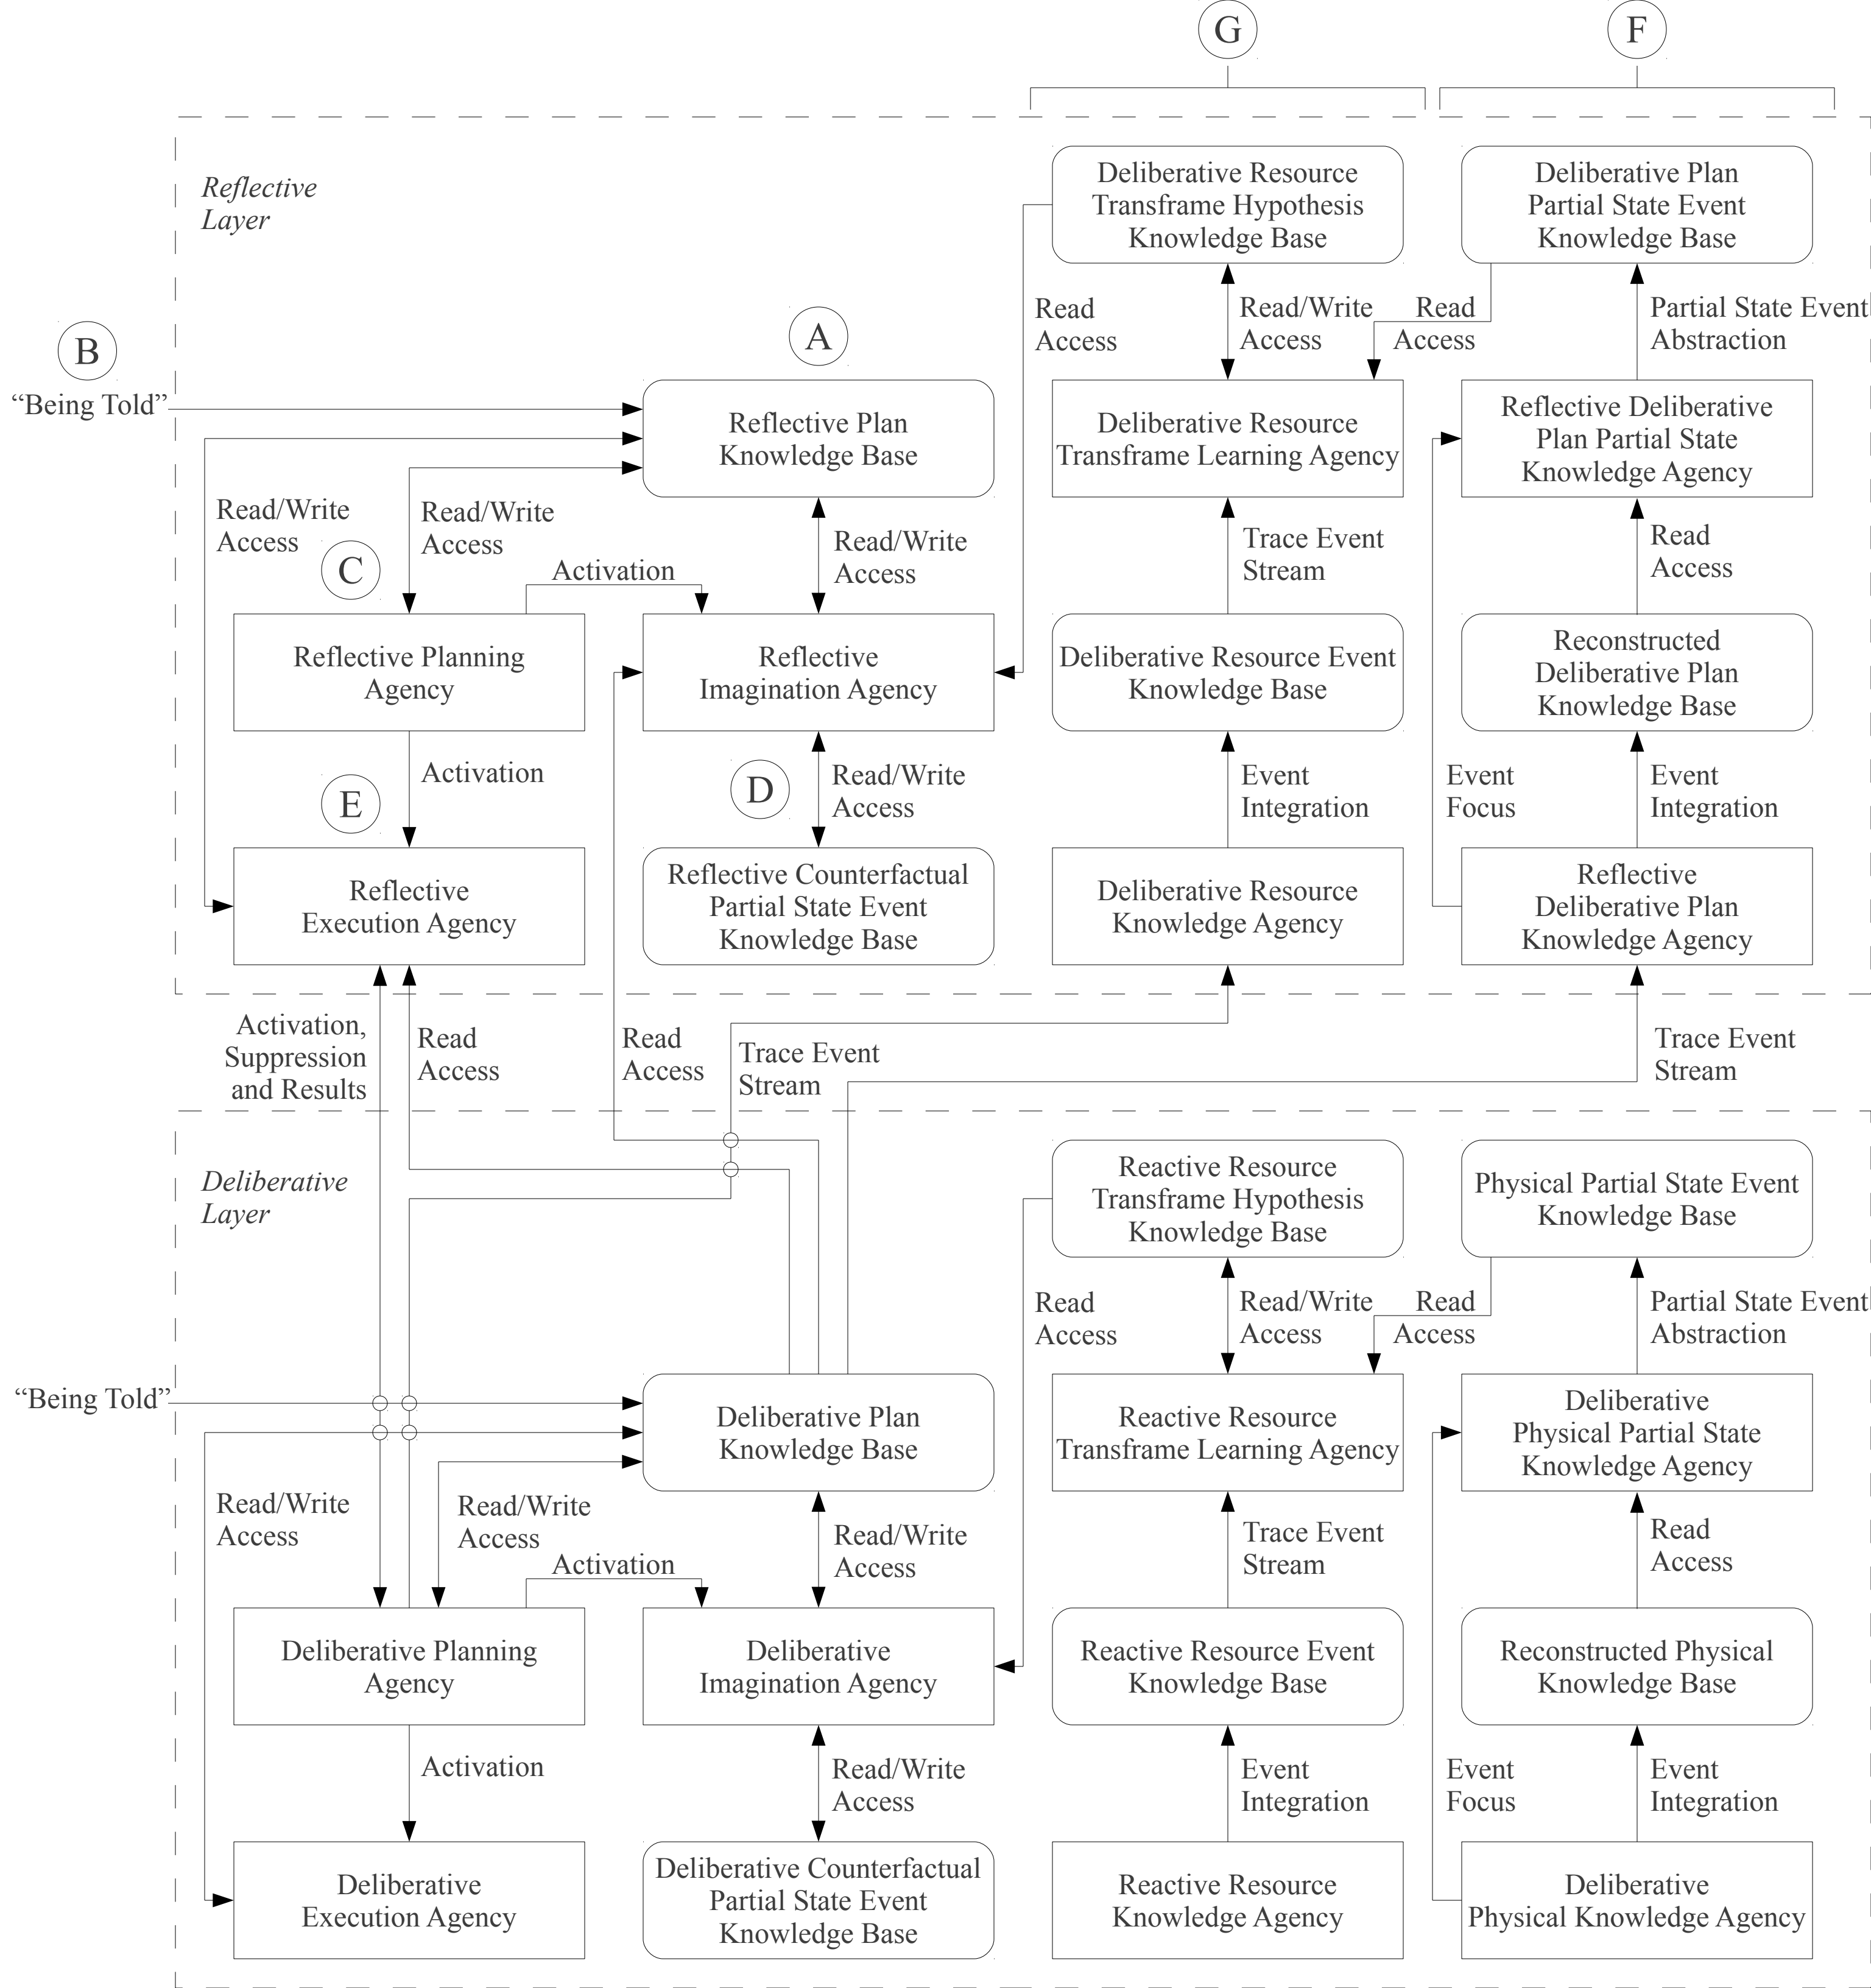 G
F
Reflective
Layer
Deliberative Resource
Transframe Hypothesis
Knowledge Base
Deliberative Plan
Partial State Event
Knowledge Base
Read
Access
Read/Write
Access
Read
Access
Partial State Event
Abstraction
B
“Being Told”
A
Reflective Plan
Knowledge Base
Deliberative Resource
Transframe Learning Agency
Reflective Deliberative
Plan Partial State
Knowledge Agency
Read/Write
Access
Read/Write
Access
Read/Write
Access
Trace Event
Stream
Read
Access
C
Activation
Reflective Planning
Agency
Reflective
Imagination Agency
Deliberative Resource Event
Knowledge Base
Reconstructed
Deliberative Plan
Knowledge Base
Activation
D
Read/Write
Access
Event
Integration
Event
Focus
Event
Integration
E
Reflective
Execution Agency
Reflective Counterfactual
Partial State Event
Knowledge Base
Deliberative Resource
Knowledge Agency
Reflective
Deliberative Plan
Knowledge Agency
Activation,
Suppression
and Results
Read
Access
Read
Access
Trace Event
Stream
Trace Event
Stream
Deliberative
Layer
Reactive Resource
Transframe Hypothesis
Knowledge Base
Physical Partial State Event
Knowledge Base
Read
Access
Read/Write
Access
Read
Access
Partial State Event
Abstraction
“Being Told”
Deliberative Plan
Knowledge Base
Reactive Resource
Transframe Learning Agency
Deliberative
Physical Partial State
Knowledge Agency
Read/Write
Access
Read/Write
Access
Read/Write
Access
Trace Event
Stream
Read
Access
Activation
Deliberative Planning
Agency
Deliberative
Imagination Agency
Reactive Resource Event
Knowledge Base
Reconstructed Physical
Knowledge Base
Activation
Read/Write
Access
Event
Integration
Event
Focus
Event
Integration
Deliberative
Execution Agency
Deliberative Counterfactual
Partial State Event
Knowledge Base
Reactive Resource
Knowledge Agency
Deliberative
Physical Knowledge Agency